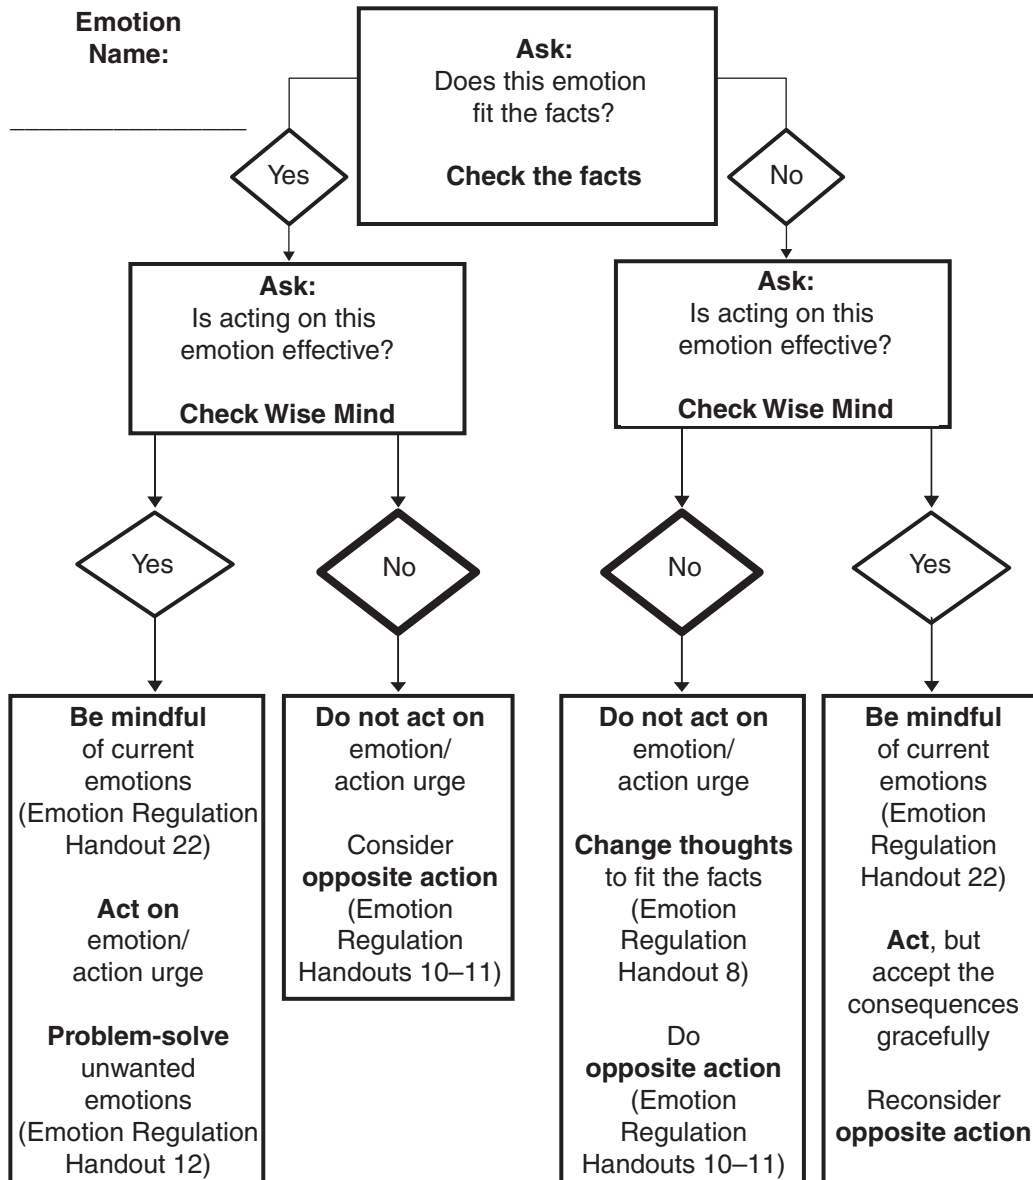 Emotion
Name:
________________
Ask:
Does this emotion
fit the facts?
Check the facts
Yes
No
Ask:
Is acting on this
emotion effective?
Check Wise Mind
Ask:
Is acting on this
emotion effective?
Check Wise Mind
Yes
No
No
Yes
Be mindful
of current
emotions
(Emotion Regulation
Handout 22)
Act on
emotion/
action urge
Problem-solve
unwanted
emotions
(Emotion Regulation
Handout 12)
Do not act on
emotion/
action urge
Consider
opposite action
(Emotion
Regulation
Handouts 10–11)
Do not act on
emotion/
action urge
Change thoughts
to fit the facts
(Emotion
Regulation
Handout 8)
Do
opposite action
(Emotion
Regulation
Handouts 10–11)
Be mindful
of current
emotions
(Emotion
Regulation
Handout 22)
Act, but
accept the
consequences
gracefully
Reconsider
opposite action